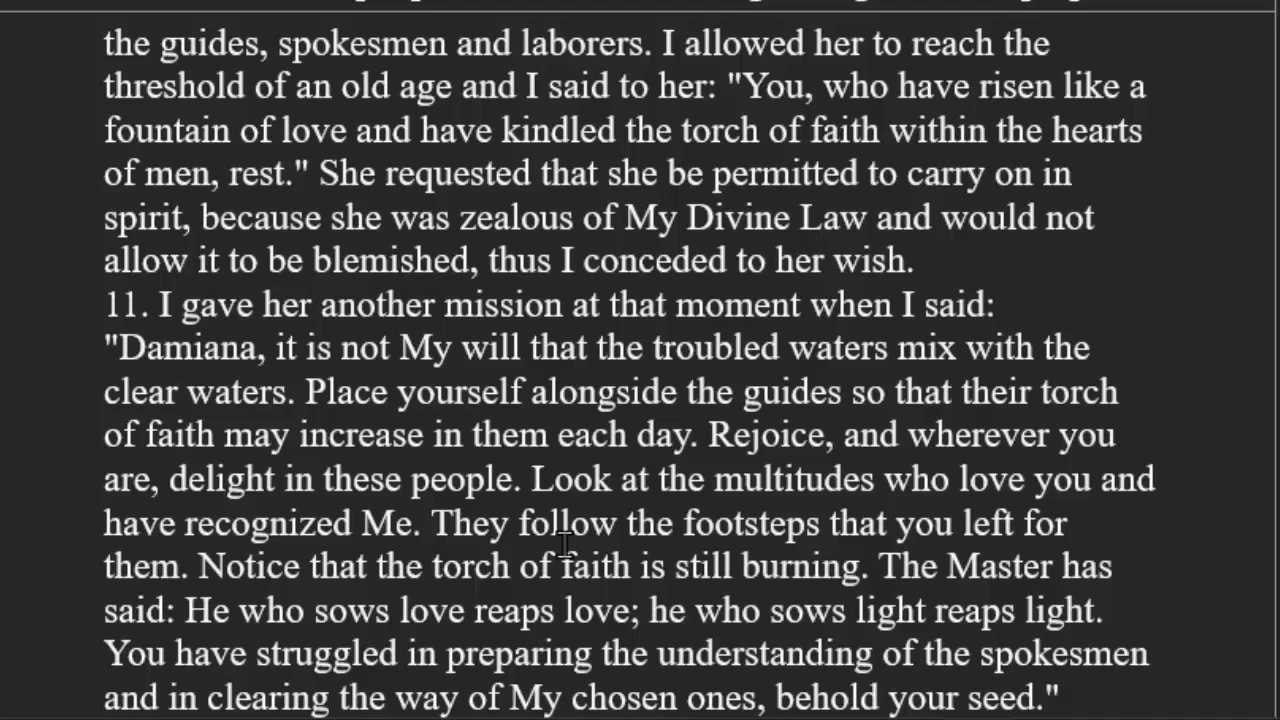 the guides, spokesmen and laborers. I allowed her to reach the
threshold of an old age and I said to her: "You, who have risen like a
fountain of love and have kindled the torch of faith within the hearts
of men, rest." She requested that she be permitted to carry on in
spirit, because she was zealous of My Divine Law and would not
allow it to be blemished, thus I conceded to her wish.
11. I gave her another mission at that moment when I said:
"Damiana, it is not My will that the troubled waters mix with the
clear waters. Place yourself alongside the guides so that their torch
of faith may increase in them each day. Rejoice, and wherever you
are, delight in these people. Look at the multitudes who love you and
have recognized Me. They follow the footsteps that you left for
them. Notice that the torch of faith is still burning. The Master has
said: He who sows love reaps love; he who sows light reaps light.
You have struggled in preparing the understanding of the spokesmen
and in clearing the way of My chosen ones, behold your seed."